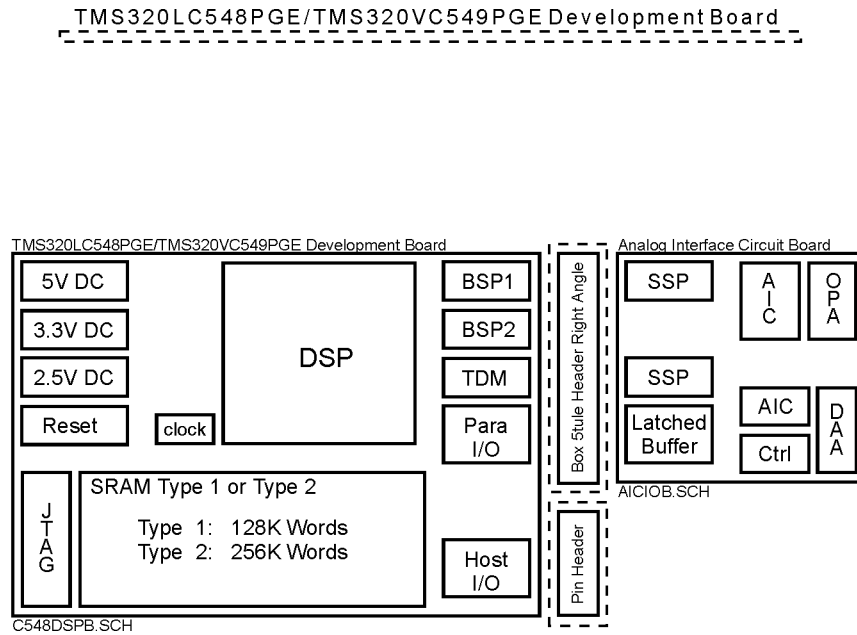 TMS320LC548PGE/TMS320VC549PGE Development Board
TMS320LC548PGE/TMS320VC549PGE Development Board
5V DC
3.3V DC
2.5V DC
Reset
clock
DSP
BSP1
BSP2
TDM
Para
I/O
JTAG
SRAM Type 1 or Type 2
Type 1: 128K Words
Type 2: 256K Words
Host
I/O
C548DSPB.SCH
Box 5tule Header Right Angle
Pin Header
Analog Interface Circuit Board
SSP
AIC
OPA
SSP
Latched
Buffer
AIC
Ctrl
DAA
AICIOB.SCH